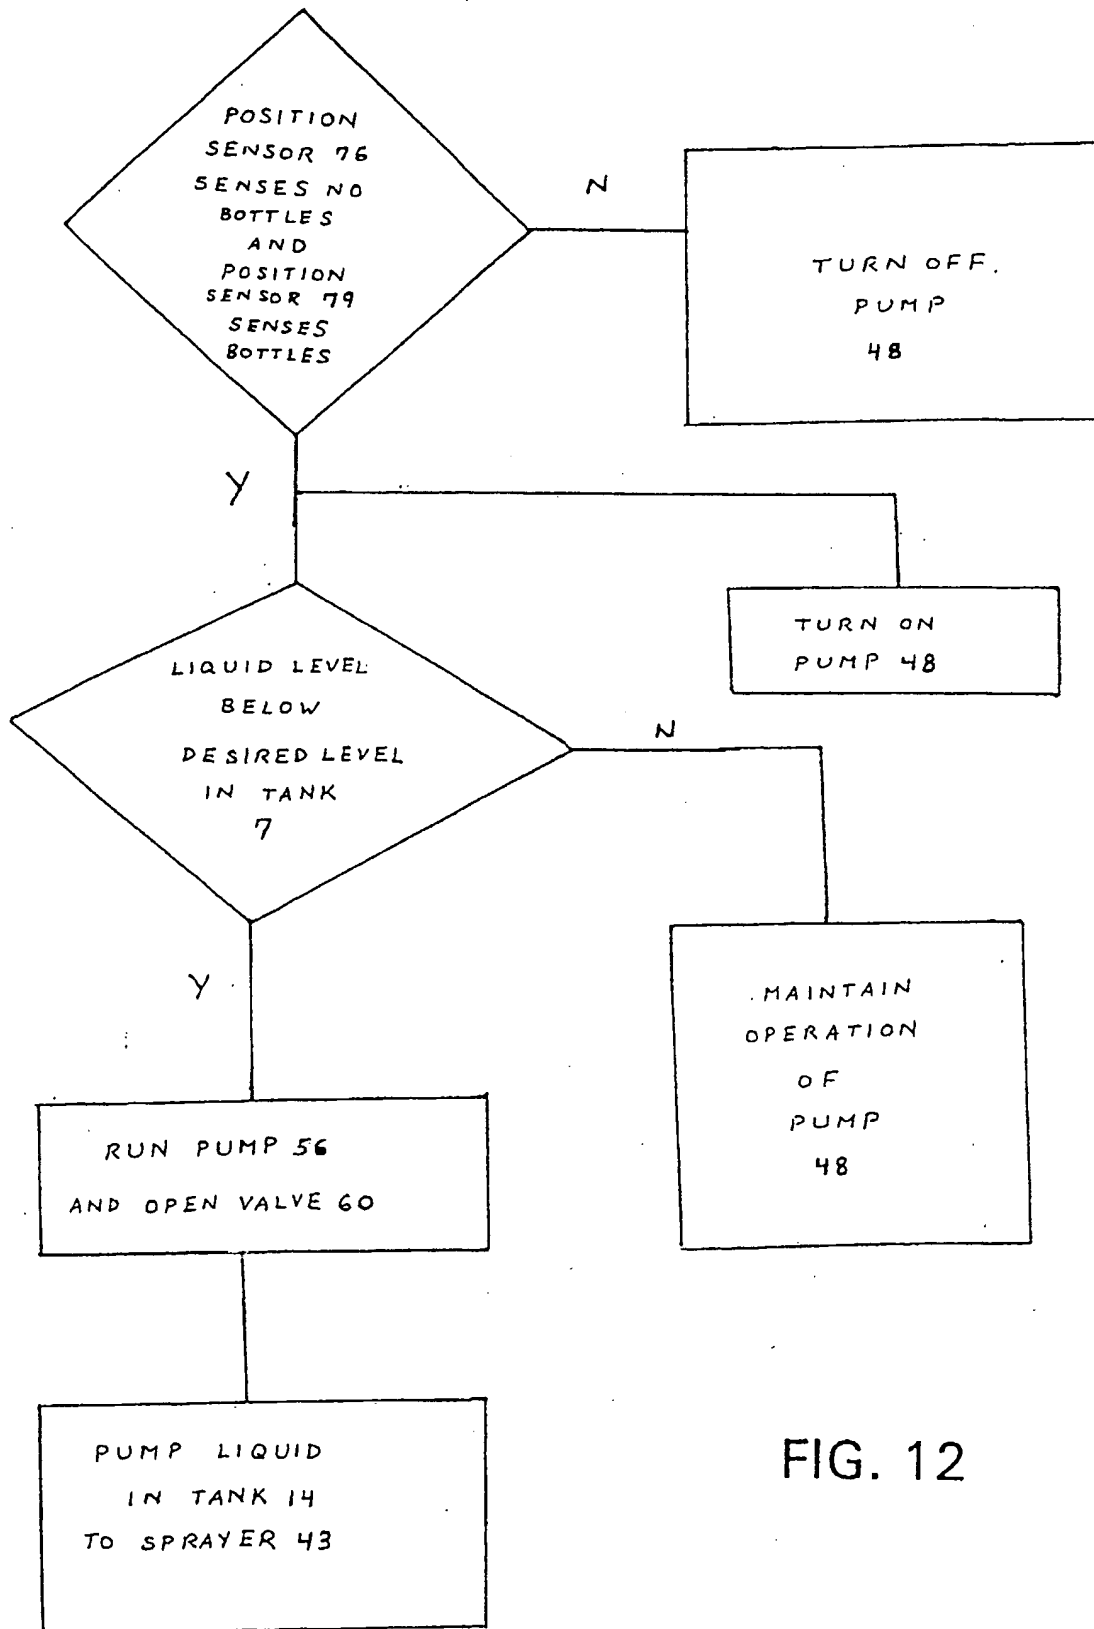 POSITION
SENSOR 76
SENSES NO
BOTTLES
AND
POSITION
SENSOR 79
SENSES
BOTTLES
N
TURN OFF.
PUMP
48
Y
TURN ON
PUMP 48
LIQUID LEVEL
BELOW
DESIRED LEVEL
IN TANK
7
N
MAINTAIN
OPERATION
OF
PUMP
48
Y
RUN PUMP 56
AND OPEN VALVE 60
PUMP LIQUID
IN TANK 14
TO SPRAYER 43
FIG. 12